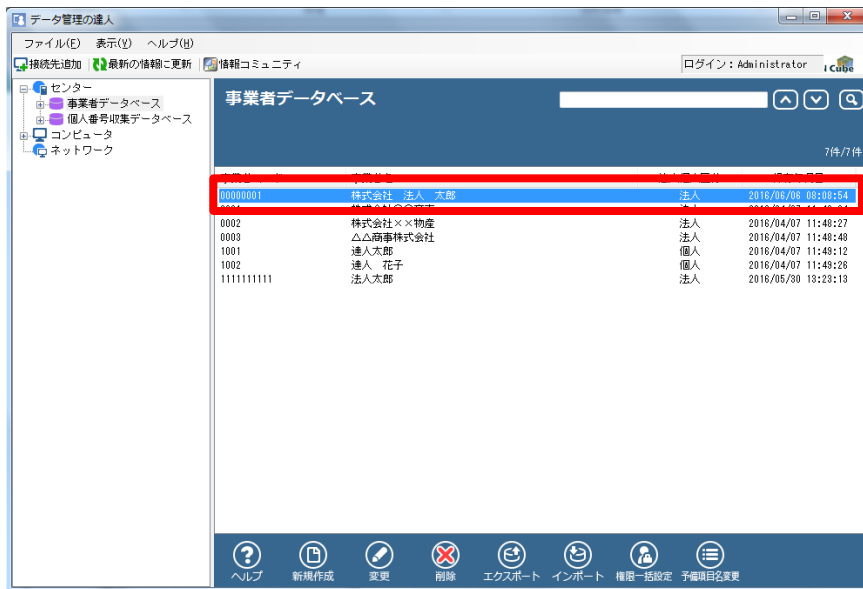 データ管理の達人
ファイル(F) 表示(V) ヘルプ(H)
接続先追加 最新の情報に更新 情報コミュニティ ログイン：Administrator
センター
事業者データベース
個人番号収集データベース
コンピュータ
ネットワーク
事業者データベース
7件/7件
00000001 株式会社 法人 太郎 法人 2016/06/06 08:08:54
0002 株式会社××物産 法人 2016/04/07 11:48:27
0003 △△商事株式会社 法人 2016/04/07 11:48:48
1001 達人太郎 個人 2016/04/07 11:49:12
1002 達人 花子 個人 2016/04/07 11:49:26
1111111111 法人太郎 法人 2016/05/30 13:23:13
ヘルプ 新規作成 変更 削除 エクスポート インポート 権限一括設定 予備項目名変更